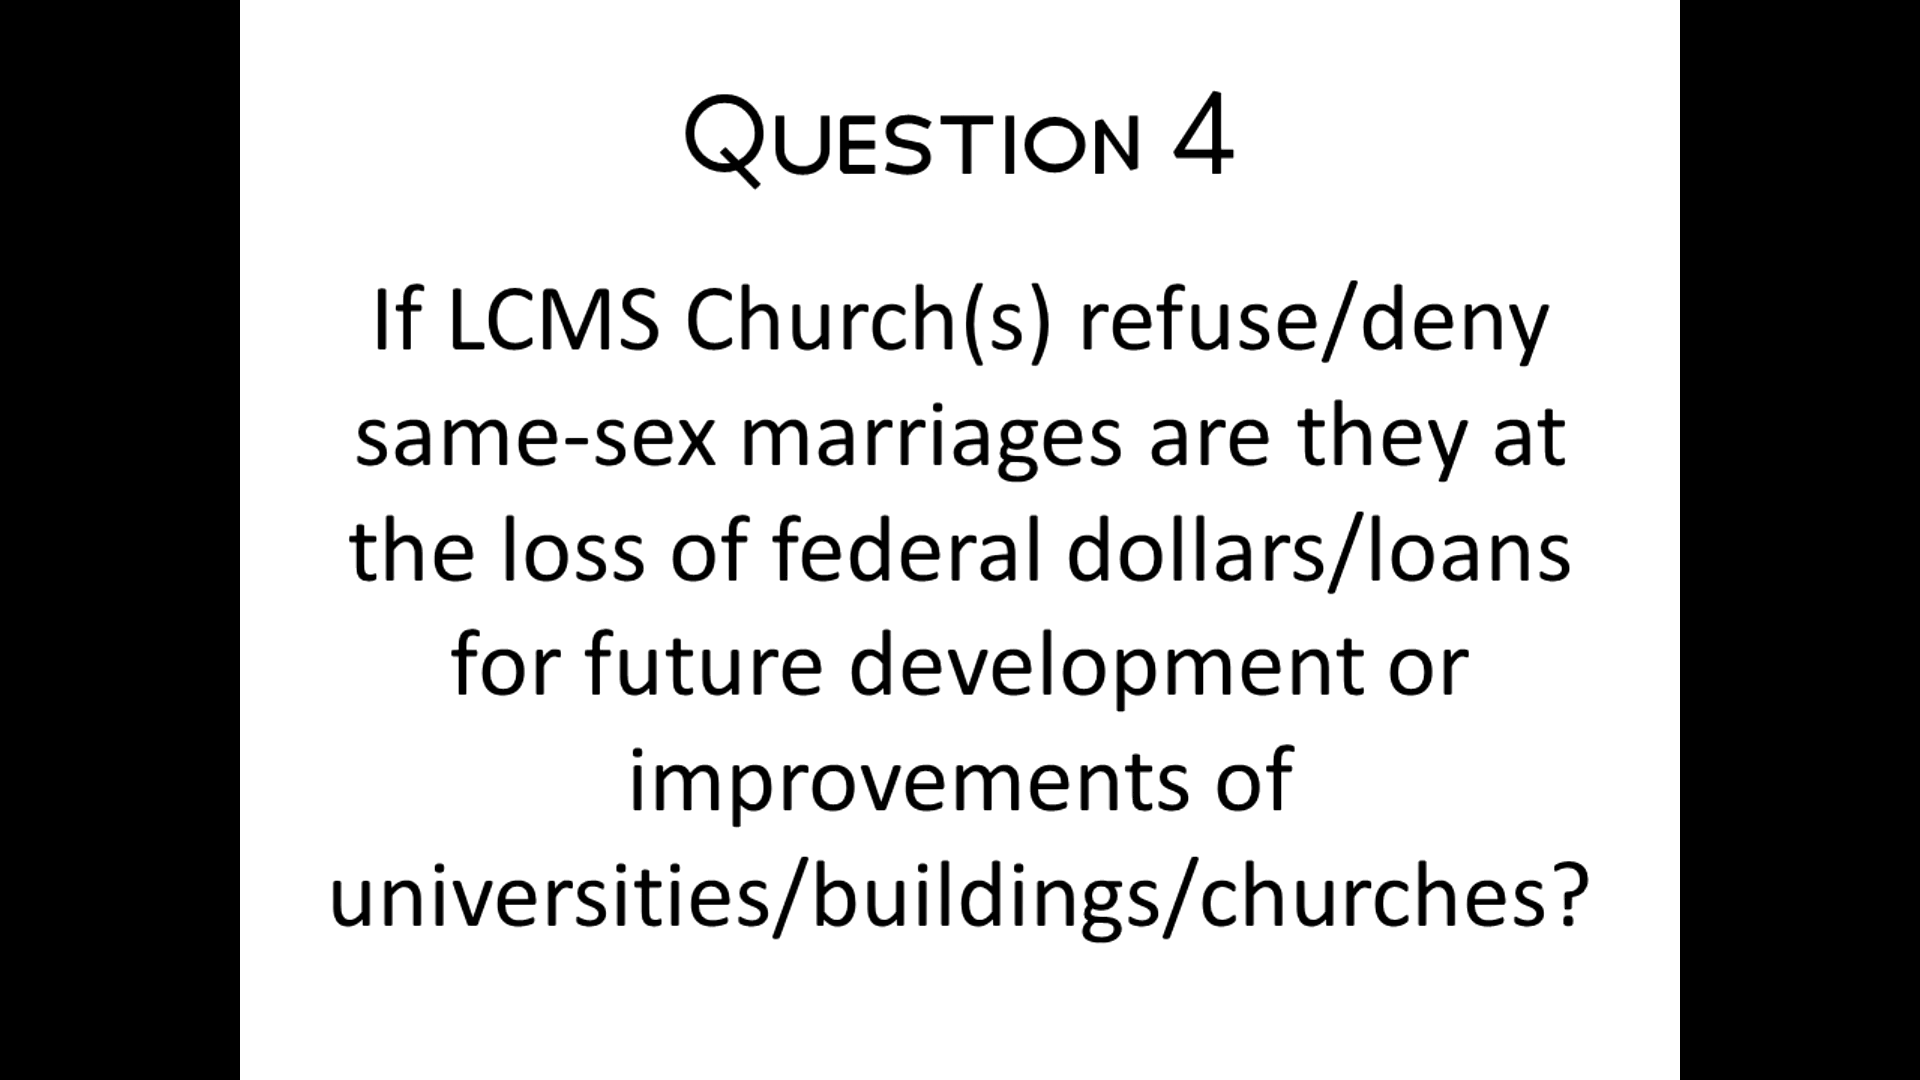 Question 4
If LCMS Church(s) refuse/deny
same-sex marriages are they at
the loss of federal dollars/loans
for future development or
improvements of
universities/buildings/churches?